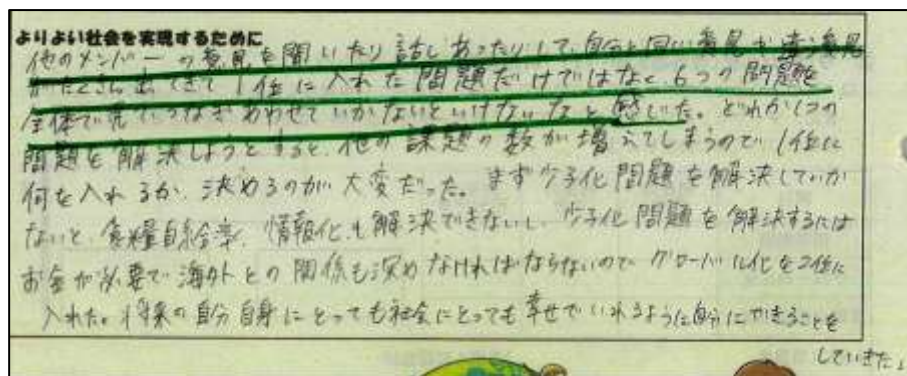 よりよい社会を実現するために
他のメンバーの意見を聞いたり話しあったりして、自分と同じ意見や違う意見
がたくさん出てきて1位に入れた問題だけではなく6つの問題を
全体で見てつなぎあわせていかないといけないなと感じた。どれか1つの
問題を解決しようとすると、他の課題の数が増えてしまうので1位に
何を入れるか、決めるのが大変だった。まず少子化問題を解決していか
ないと、食糧自給率、情報化も解決できないし、少子化問題を解決するには
お金が必要で海外との関係も深めなければならないので グローバル化を2位に
入れた。将来の自分自身にとっても社会にとっても幸せでいれるように自分にできることを
していきたい